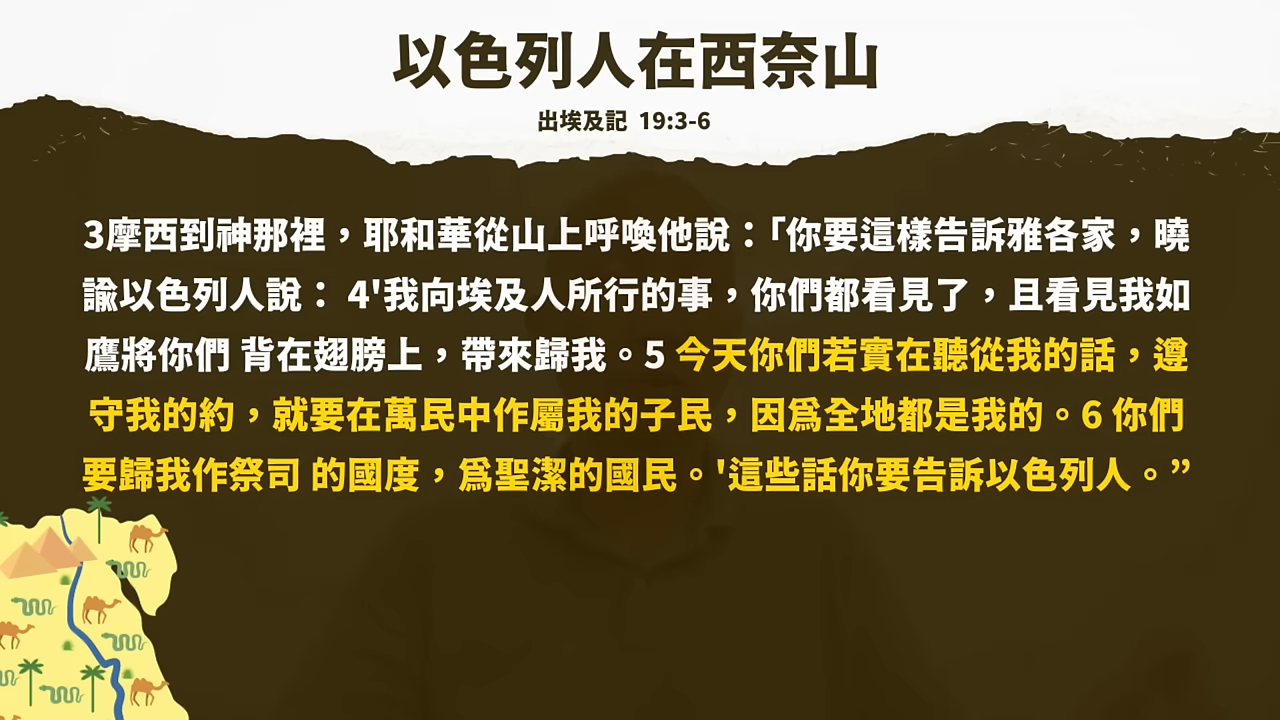 以色列人在西奈山
出埃及記 19:3-6
3摩西到神那裡，耶和華從山上呼喚他說：「你要這樣告訴雅各家，曉
諭以色列人說： 4'我向埃及人所行的事，你們都看見了，且看見我如
鷹將你們 背在翅膀上，帶來歸我。5 今天你們若實在聽從我的話，遵
守我的約，就要在萬民中作屬我的子民，因爲全地都是我的。6 你們
要歸我作祭司 的國度，爲聖潔的國民。'這些話你要告訴以色列人。”